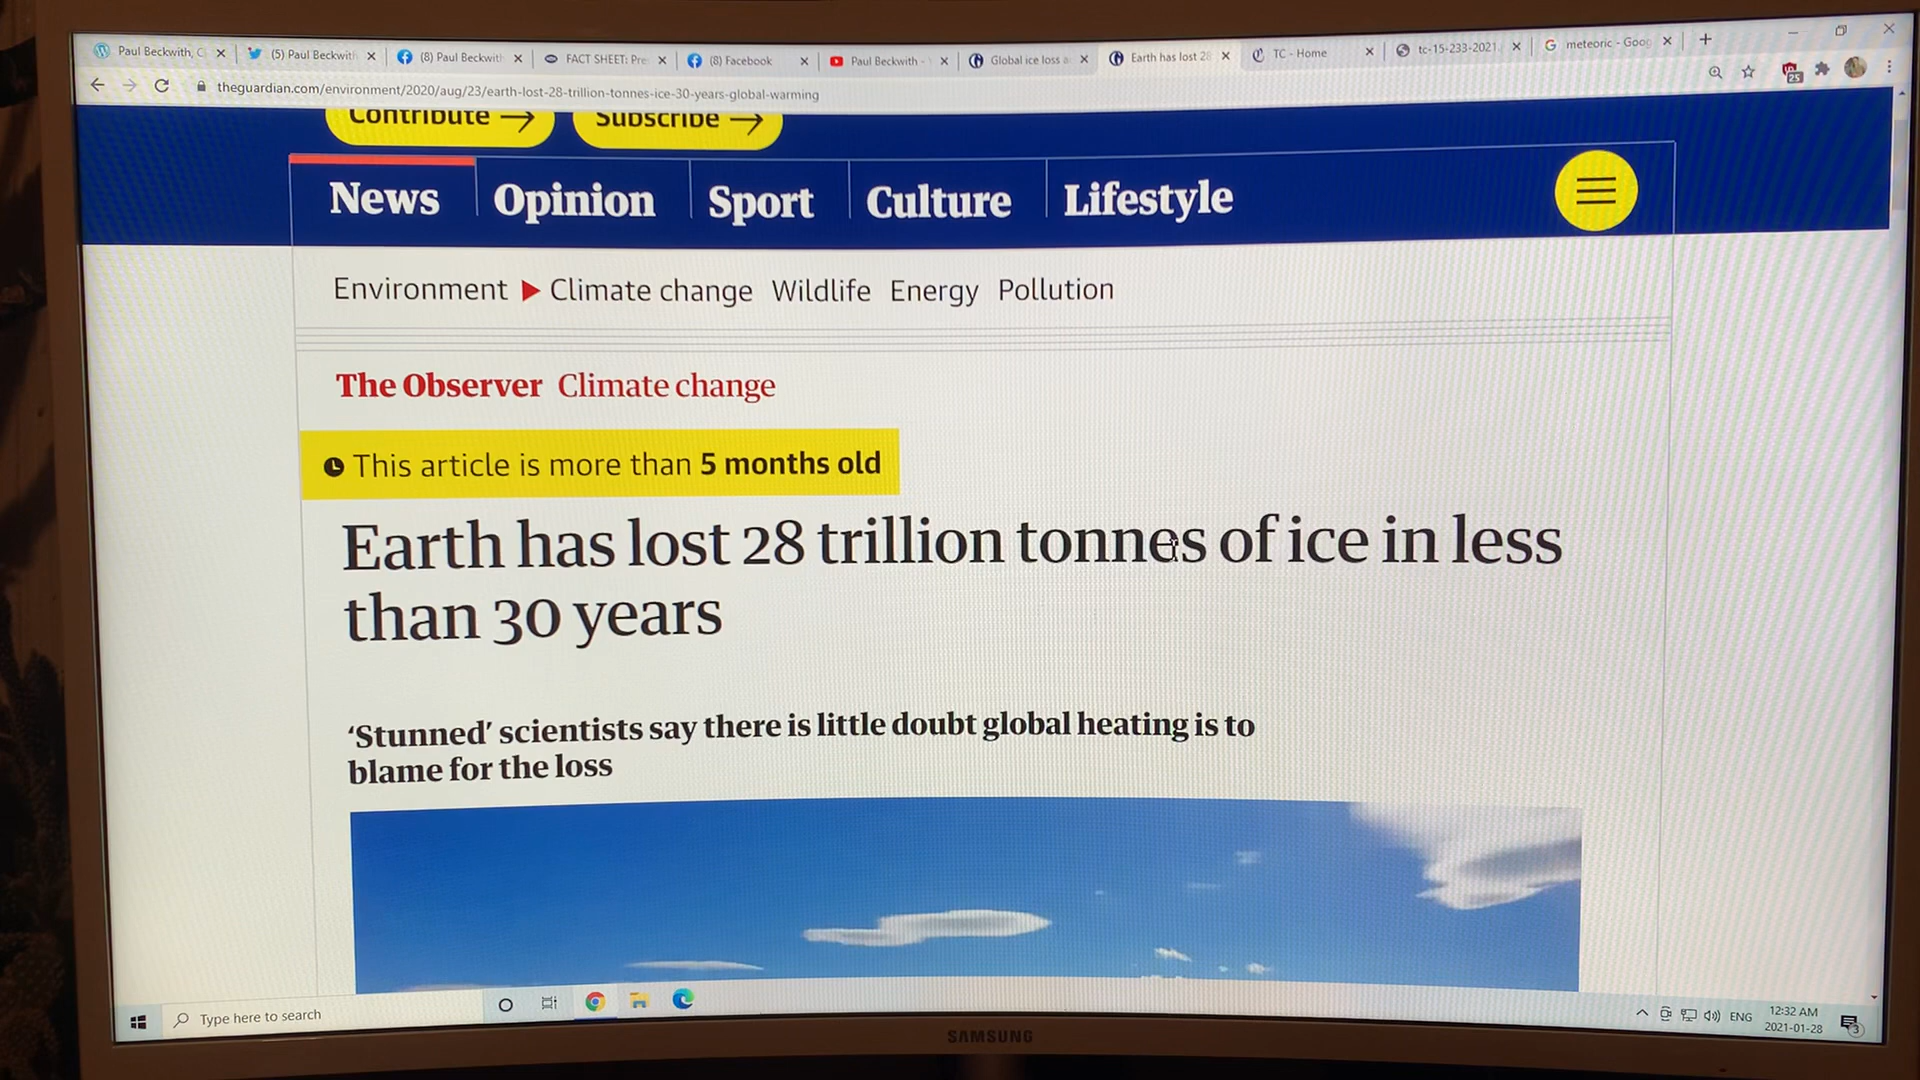 Paul Beckwith, C
(5) Paul Beckwith
(8) Paul Beckwith
FACT SHEET: Pre
(8) Facebook
Paul Beckwith -
Global ice loss a
Earth has lost 28
TC - Home
tc-15-233-2021
meteoric - Goog
theguardian.com/environment/2020/aug/23/earth-lost-28-trillion-tonnes-ice-30-years-global-warming
25
Contribute →
Subscribe →
News
Opinion
Sport
Culture
Lifestyle
Environment
Climate change
Wildlife
Energy
Pollution
The Observer Climate change
This article is more than 5 months old
Earth has lost 28 trillion tonnes of ice in less
than 30 years
‘Stunned’ scientists say there is little doubt global heating is to
blame for the loss
Type here to search
ENG
12:32 AM
2021-01-28
3
SAMSUNG